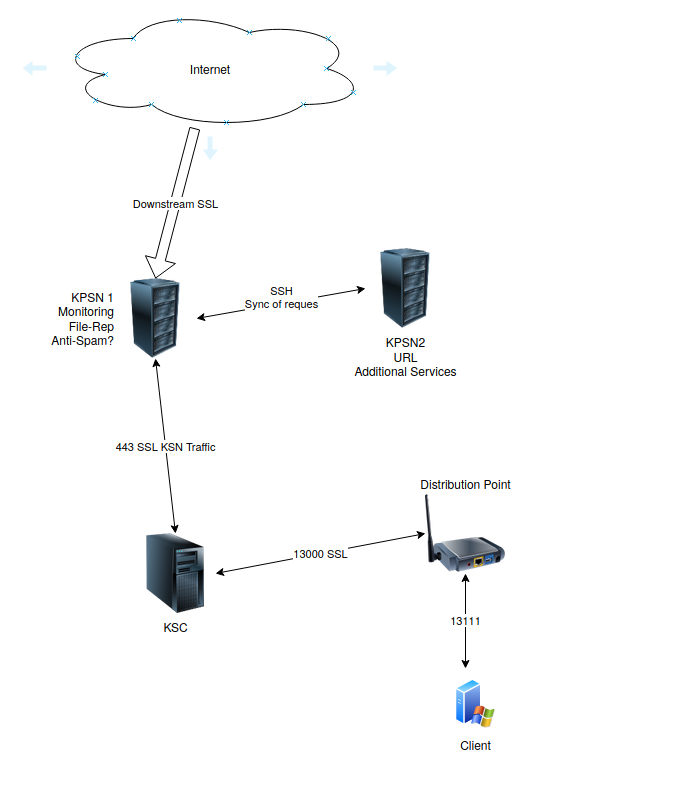 Internet
Downstream SSL
KPSN 1
Monitoring
File-Rep
Anti-Spam?
SSH
Sync of reques
KPSN2
URL
Additional Services
443 SSL KSN Traffic
Distribution Point
13000 SSL
KSC
13111
Client